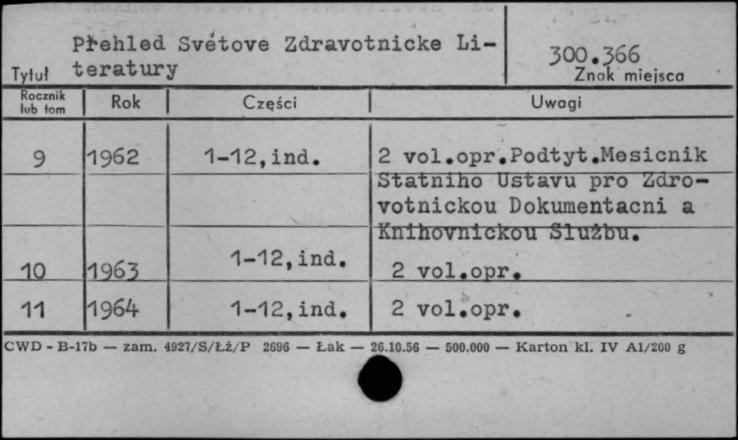 Přehled Svétove Zdravotnicke Li-
Tytuł teratury
300.366
Znak miejsca
Rocznik lub tom Rok Części Uwagi
9 1962 1-12,ind. 2 vol.opr.Podtyt.Mesicnik
Statniho Ustavu pro Zdro-
votnickou Dokumentacni a
Knihovnickou Službu.
10 1963 1-12,ind. 2 vol.opr.
11 1964 1-12,ind. 2 vol.opr.
CWD - B-17b — zam. 4927/S/Łż/P 2696 — Łak — 26.10.56 — 500.000 — Karton kl. IV A1/200 g